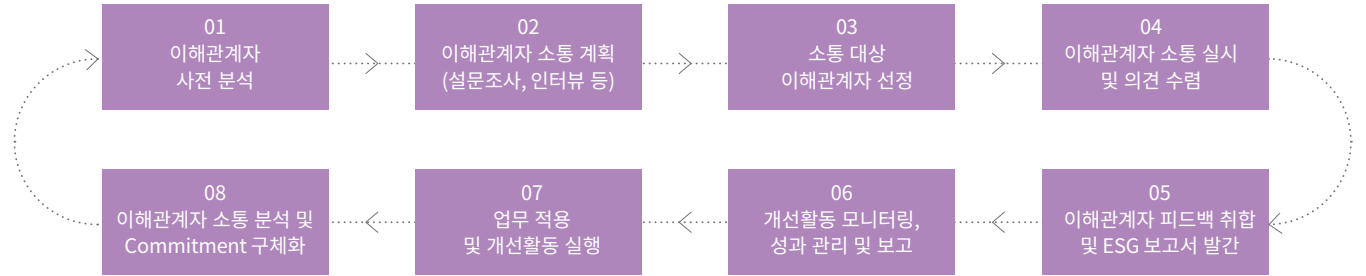 01
이해관계자
사전 분석
02
이해관계자 소통 계획
(설문조사, 인터뷰 등)
03
소통 대상
이해관계자 선정
04
이해관계자 소통 실시
및 의견 수렴
05
이해관계자 피드백 취합
및 ESG 보고서 발간
06
개선활동 모니터링,
성과 관리 및 보고
07
업무 적용
및 개선활동 실행
08
이해관계자 소통 분석 및
Commitment 구체화